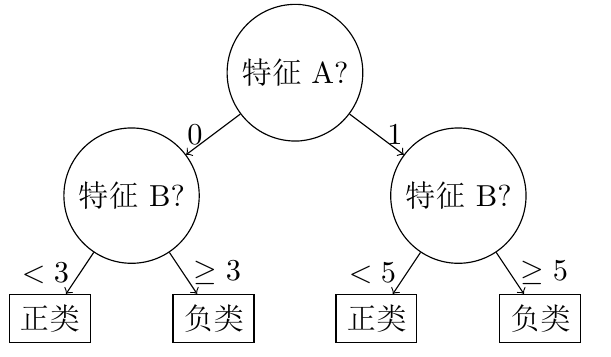 特征 A?
0
1
特征 B?
特征 B?
< 3
≥ 3
< 5
≥ 5
正类
负类
正类
负类